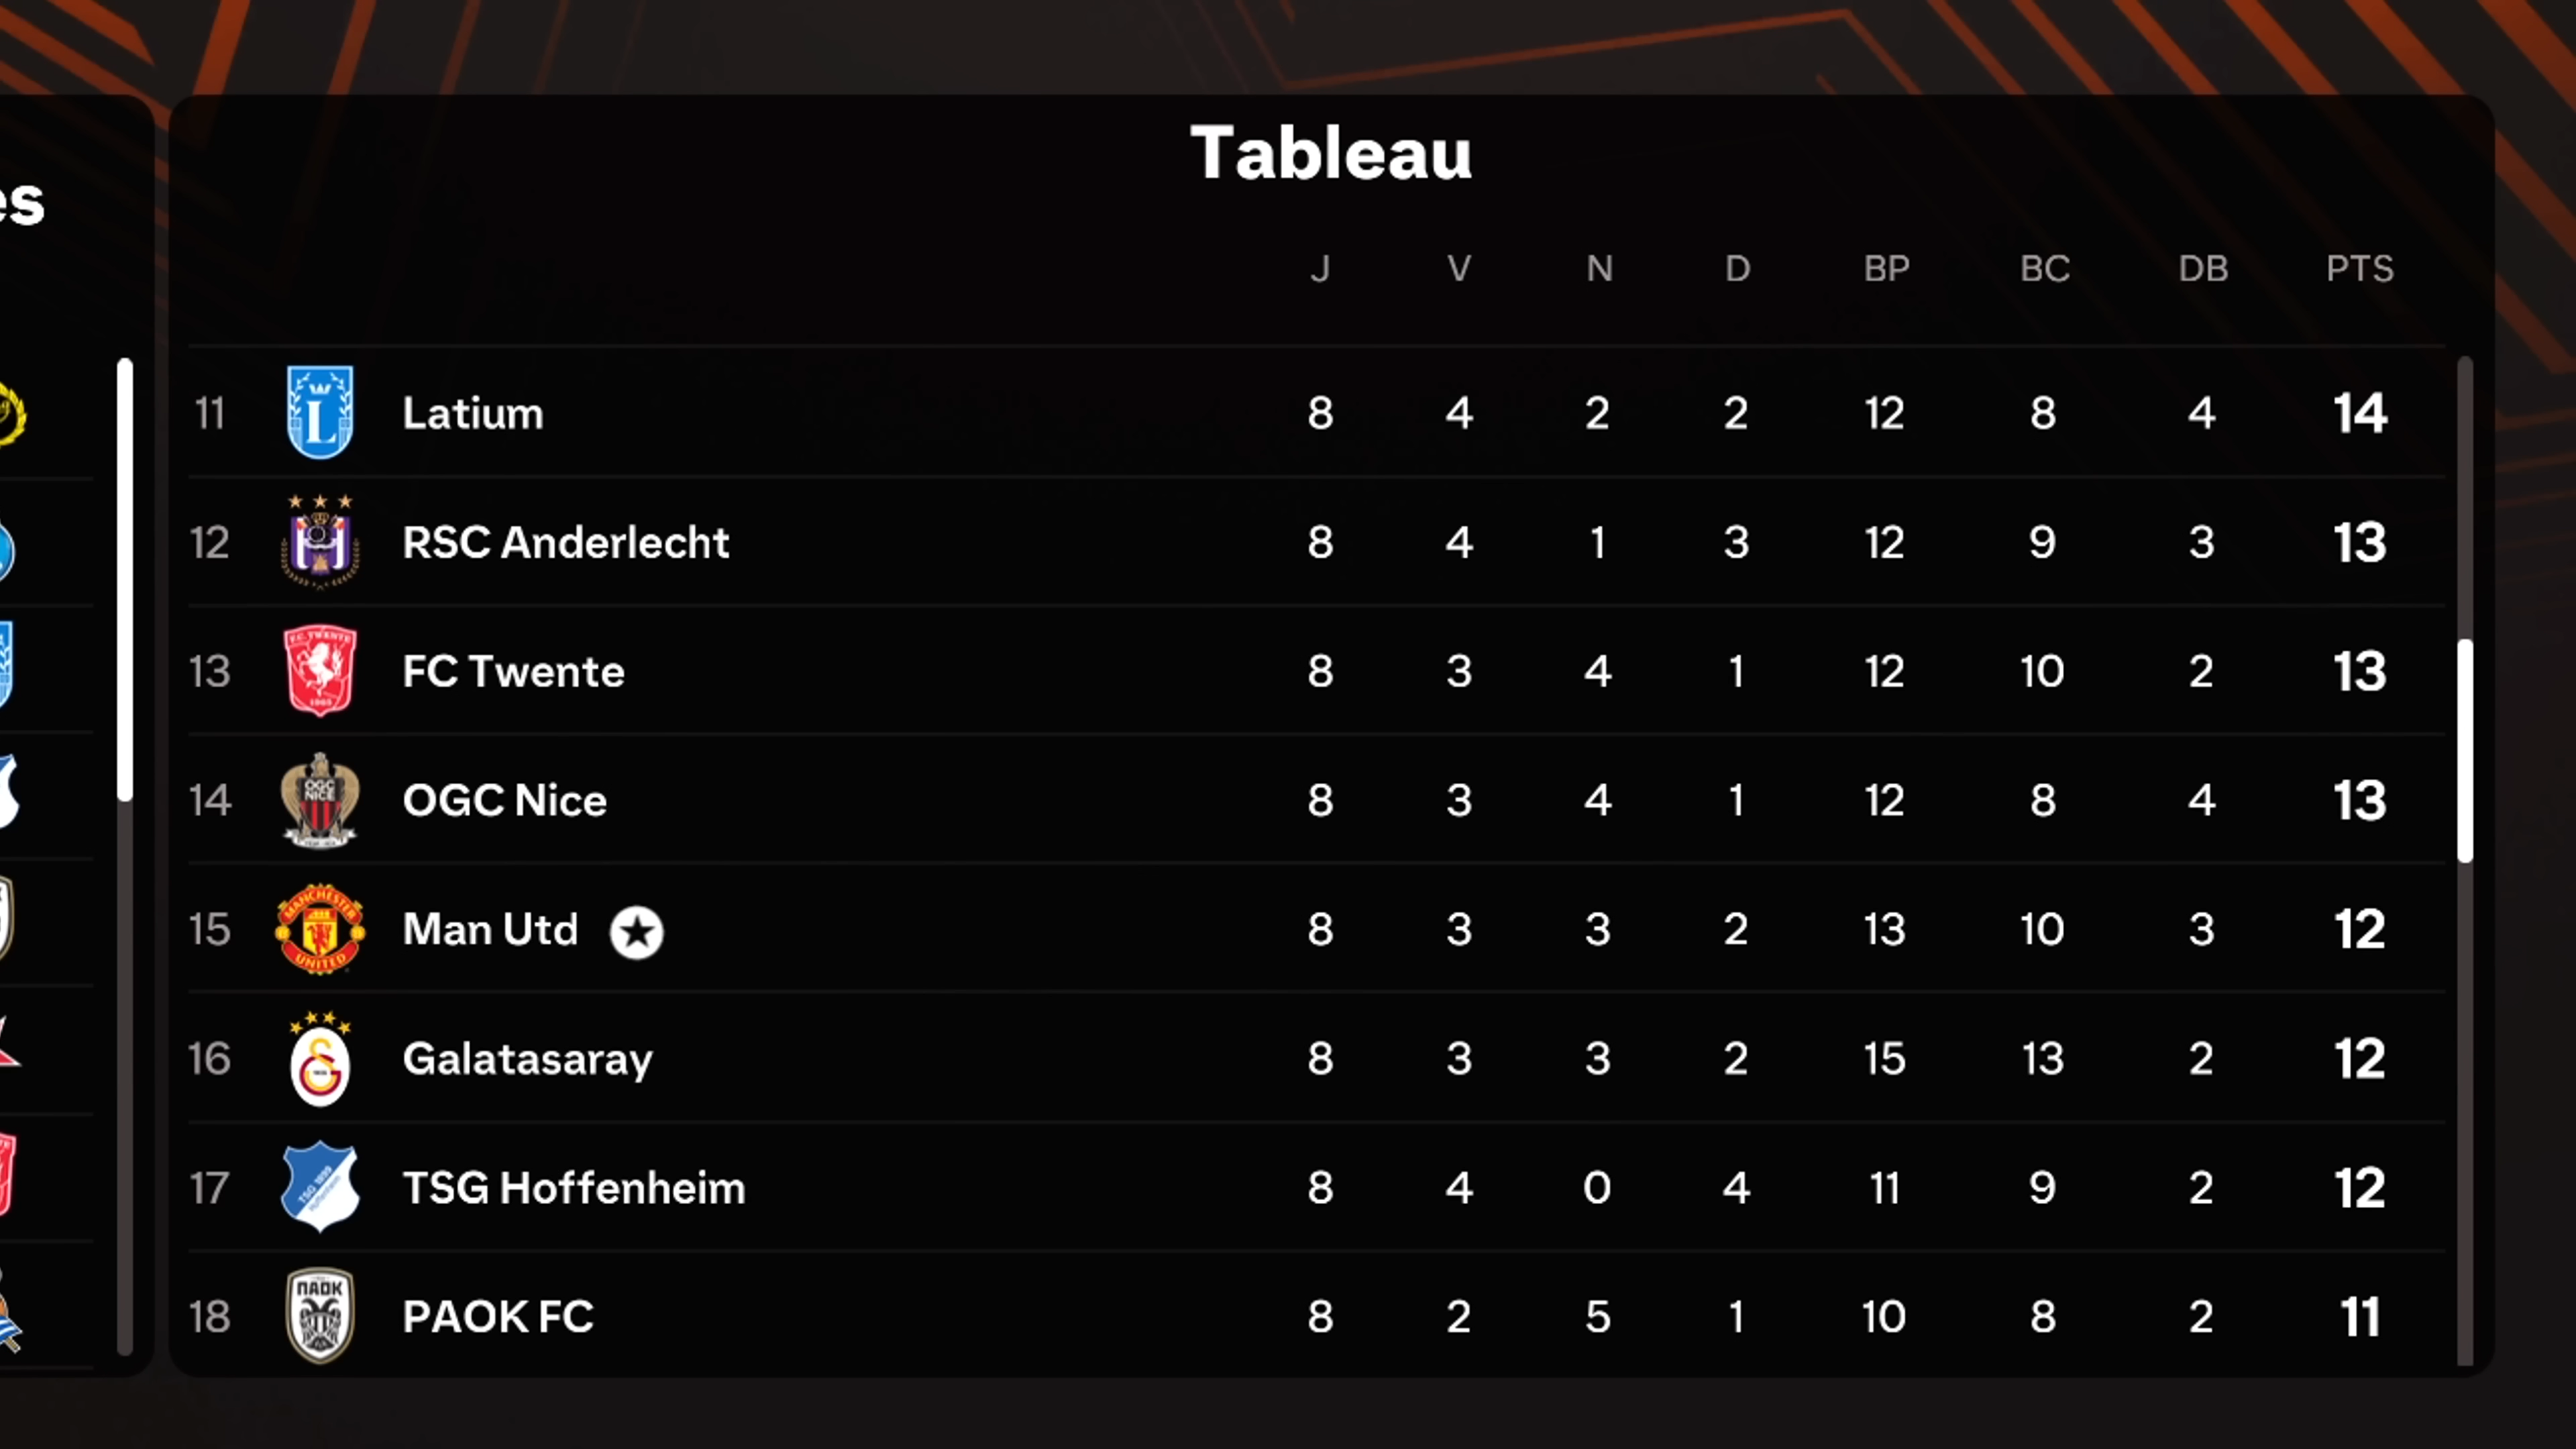 es
Tableau
J V N D BP BC DB PTS
11 Latium 8 4 2 2 12 8 4 14
12 RSC Anderlecht 8 4 1 3 12 9 3 13
13 FC Twente 8 3 4 1 12 10 2 13
14 OGC Nice 8 3 4 1 12 8 4 13
15 Man Utd 8 3 3 2 13 10 3 12
16 Galatasaray 8 3 3 2 15 13 2 12
17 TSG Hoffenheim 8 4 0 4 11 9 2 12
18 PAOK FC 8 2 5 1 10 8 2 11